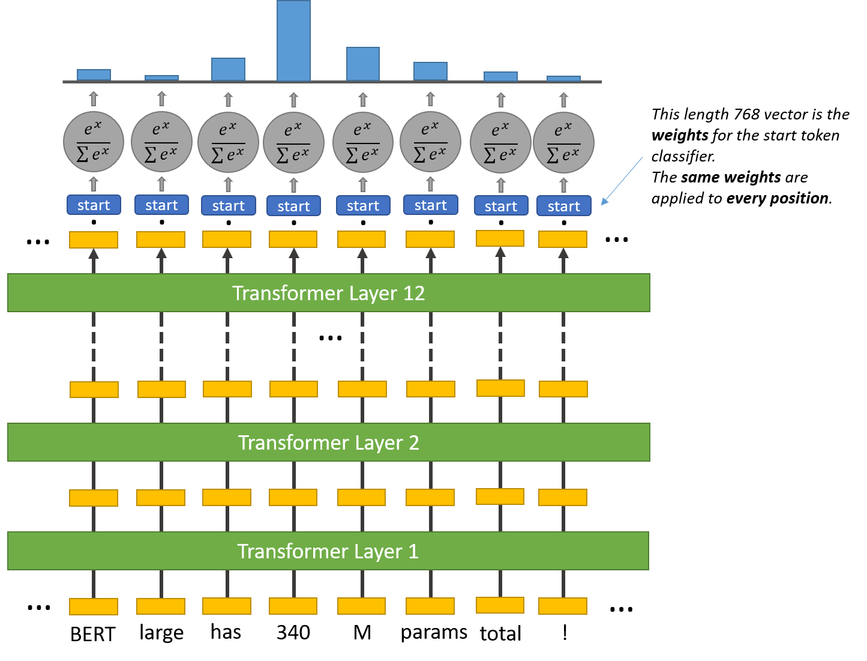 e^x e^x e^x e^x e^x e^x e^x e^x
∑ e^x ∑ e^x ∑ e^x ∑ e^x ∑ e^x ∑ e^x ∑ e^x ∑ e^x
start start start start start start start start
This length 768 vector is the
weights for the start token
classifier.
The same weights are
applied to every position.
... ...
Transformer Layer 12
...
Transformer Layer 2
Transformer Layer 1
... ...
BERT large has 340 M params total !